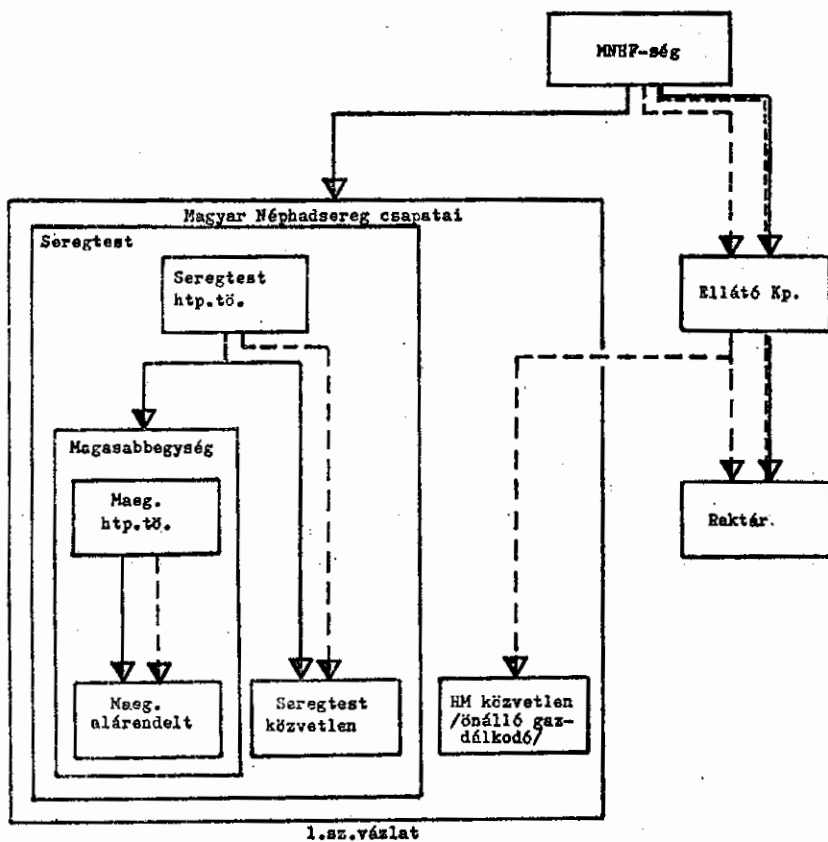 MNHF-ség
Magyar Néphadsereg csapatai
Seregtest
Seregtest
htp.tö.
Ellátó Kp.
Magasabbegység
Maeg.
htp.tö.
Raktár.
Maeg.
alárendelt
Seregtest
közvetlen
HM közvetlen
/önálló gaz-
dálkodó/
1.sz.vázlat